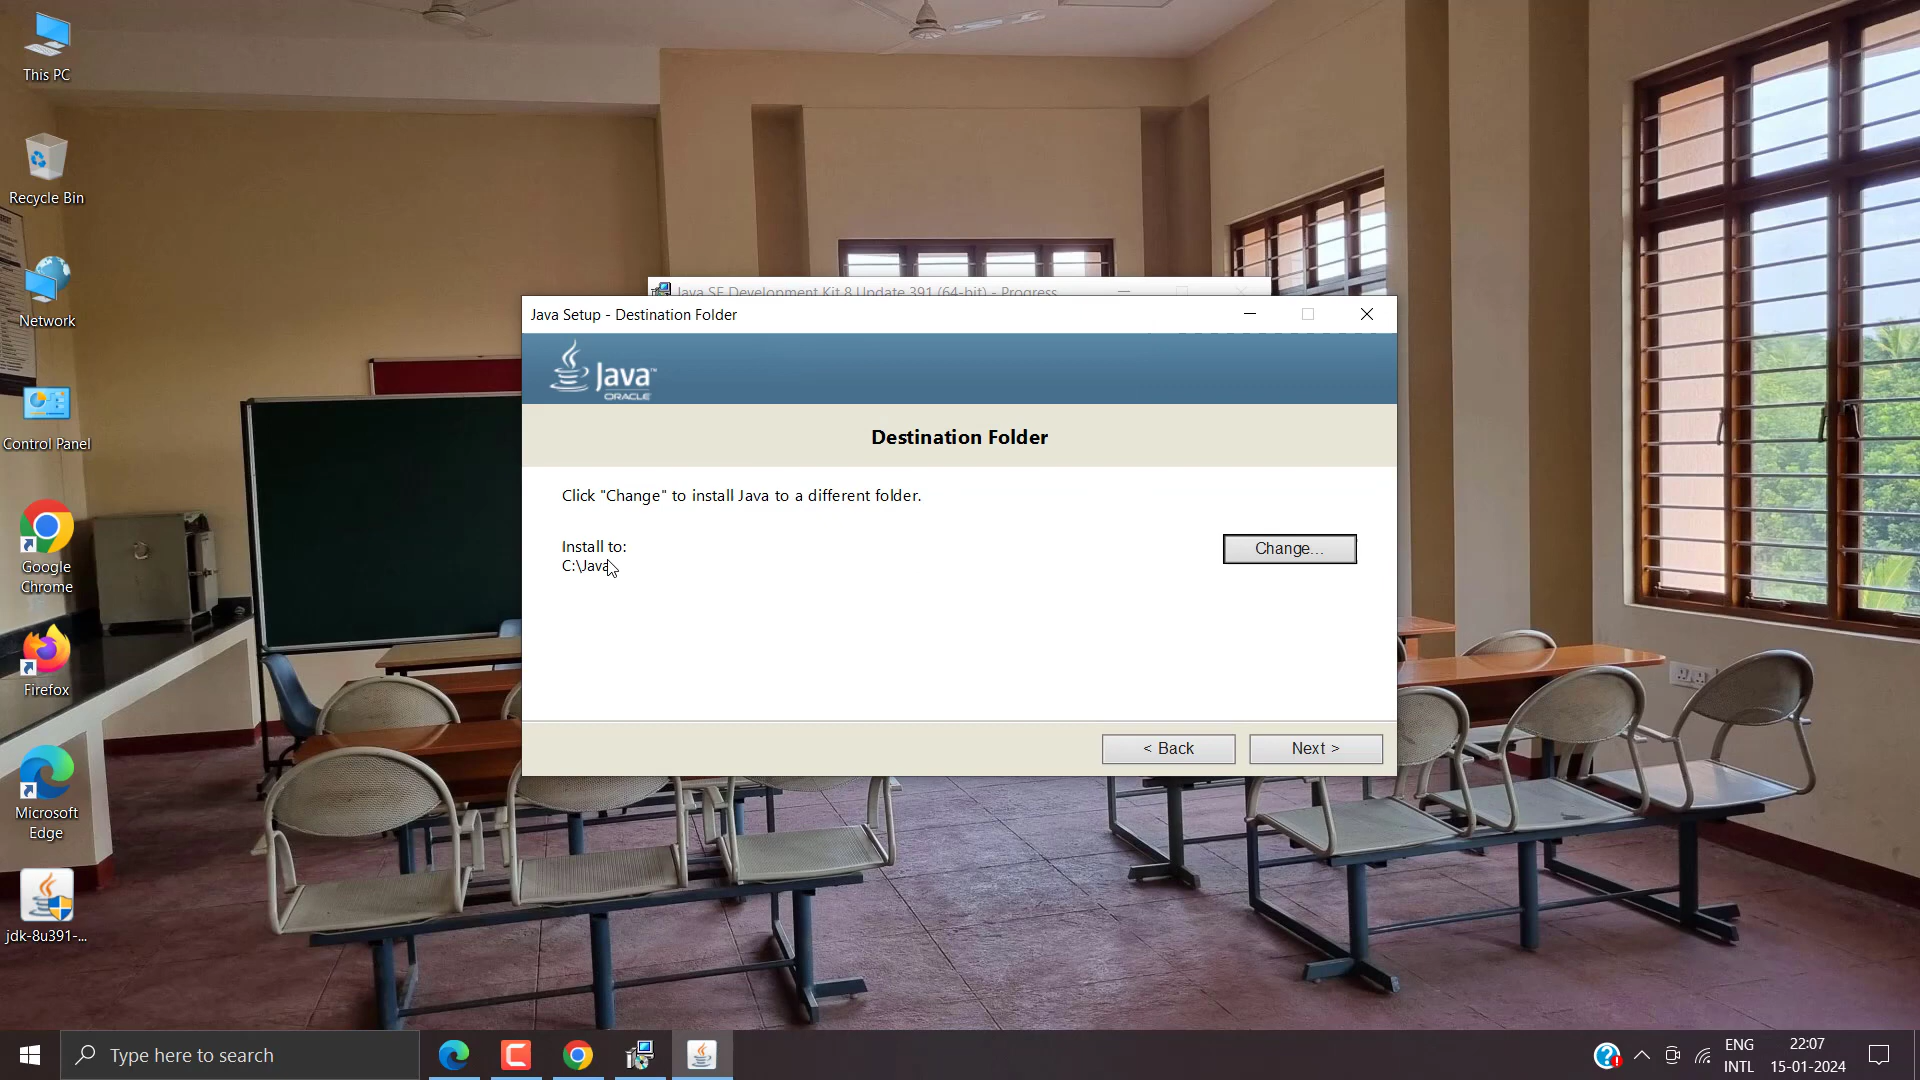 This PC
Recycle Bin
Network
Control Panel
Google
Chrome
Firefox
Microsoft
Edge
jdk-8u391-...
Java SE Development Kit 8 Update 391 (64-bit) - Progress
Java Setup - Destination Folder
Java™
ORACLE
Destination Folder
Click "Change" to install Java to a different folder.
Install to:
C:\Java
Change...
< Back
Next >
Type here to search
ENG
INTL
22:07
15-01-2024